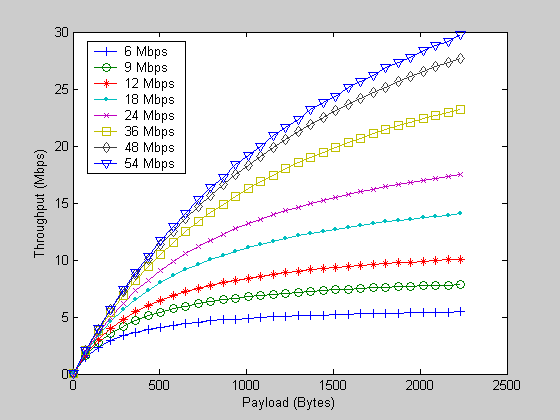 30
25
20
15
10
5
0
Throughput (Mbps)
6 Mbps
9 Mbps
12 Mbps
18 Mbps
24 Mbps
36 Mbps
48 Mbps
54 Mbps
0 500 1000 1500 2000 2500
Payload (Bytes)